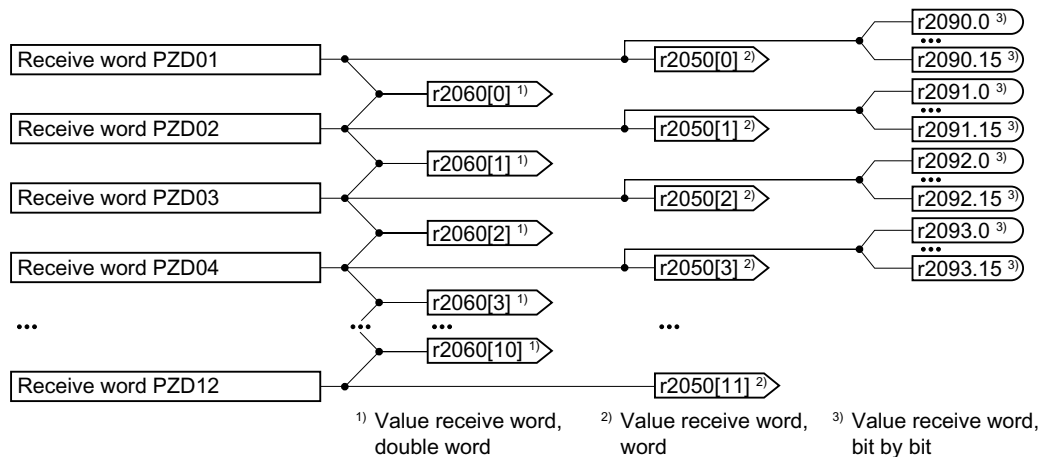 r2090.0 3)
...
Receive word PZD01
r2050[0] 2)
r2090.15 3)
r2060[0] 1)
r2091.0 3)
...
Receive word PZD02
r2050[1] 2)
r2091.15 3)
r2060[1] 1)
r2092.0 3)
...
Receive word PZD03
r2050[2] 2)
r2092.15 3)
r2060[2] 1)
r2093.0 3)
...
Receive word PZD04
r2050[3] 2)
r2093.15 3)
r2060[3] 1)
... ... ... ...
r2060[10] 1)
Receive word PZD12
r2050[11] 2)
1) Value receive word,
double word
2) Value receive word,
word
3) Value receive word,
bit by bit